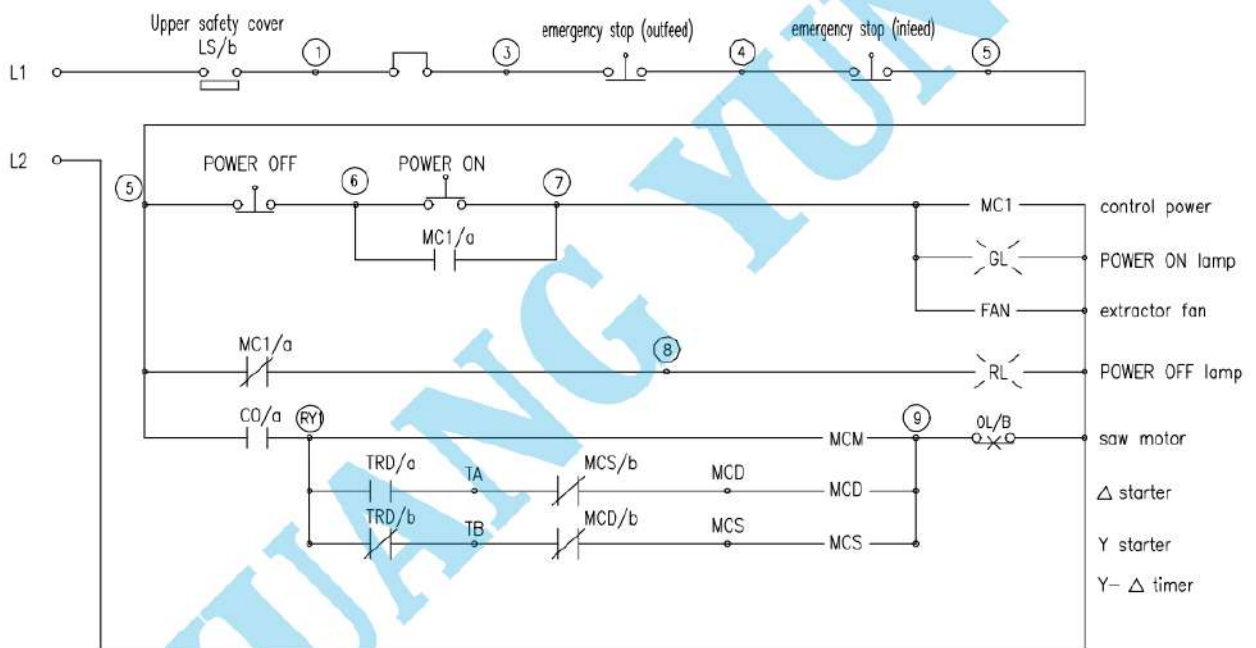 Upper safety cover
LS/b
emergency stop (outfeed)
emergency stop (infeed)
L1
1
3
4
5
L2
POWER OFF
POWER ON
5
6
7
MC1
control power
MC1/a
GL
POWER ON lamp
FAN
extractor fan
MC1/a
8
RL
POWER OFF lamp
CO/a
RY1
9
OL/B
MCM
saw motor
TRD/a
TA
MCS/b
MCD
MCD
△ starter
TRD/b
TB
MCD/b
MCS
MCS
Y starter
Y- △ timer
UANG YUN